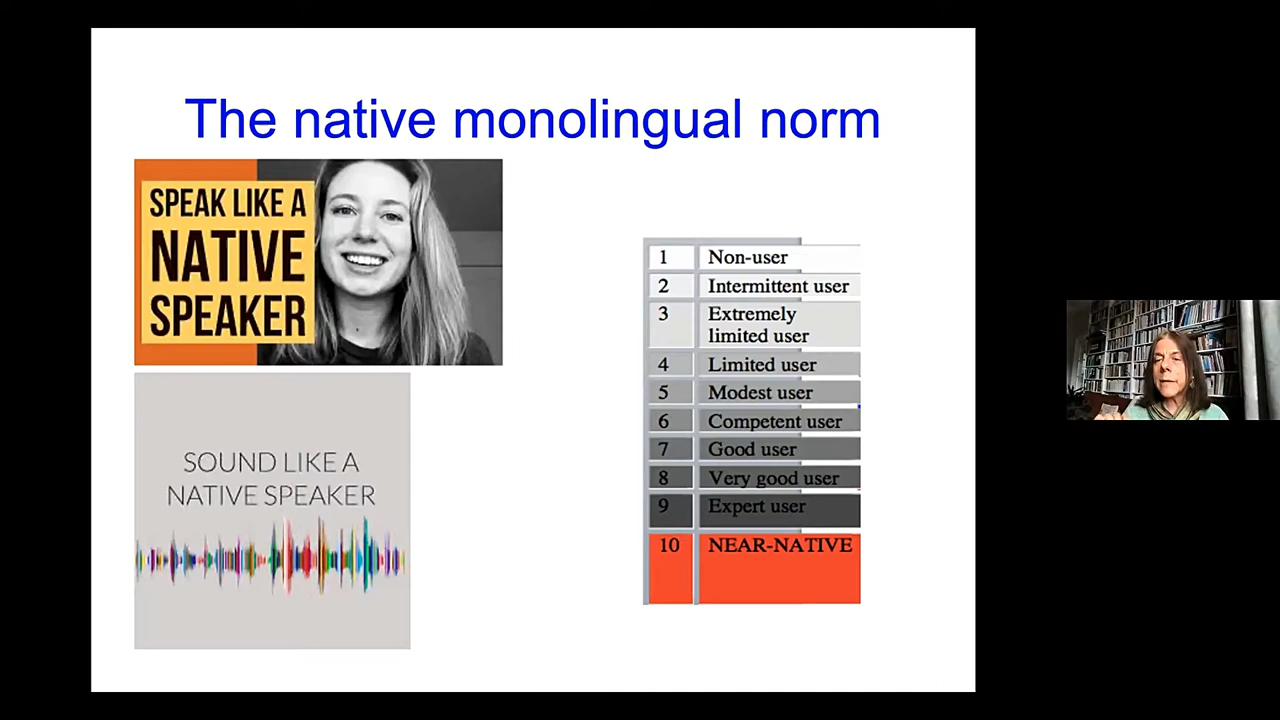 The native monolingual norm
SPEAK LIKE A
NATIVE
SPEAKER
SOUND LIKE A
NATIVE SPEAKER
1 Non-user
2 Intermittent user
3 Extremely
limited user
4 Limited user
5 Modest user
6 Competent user
7 Good user
8 Very good user
9 Expert user
10 NEAR-NATIVE